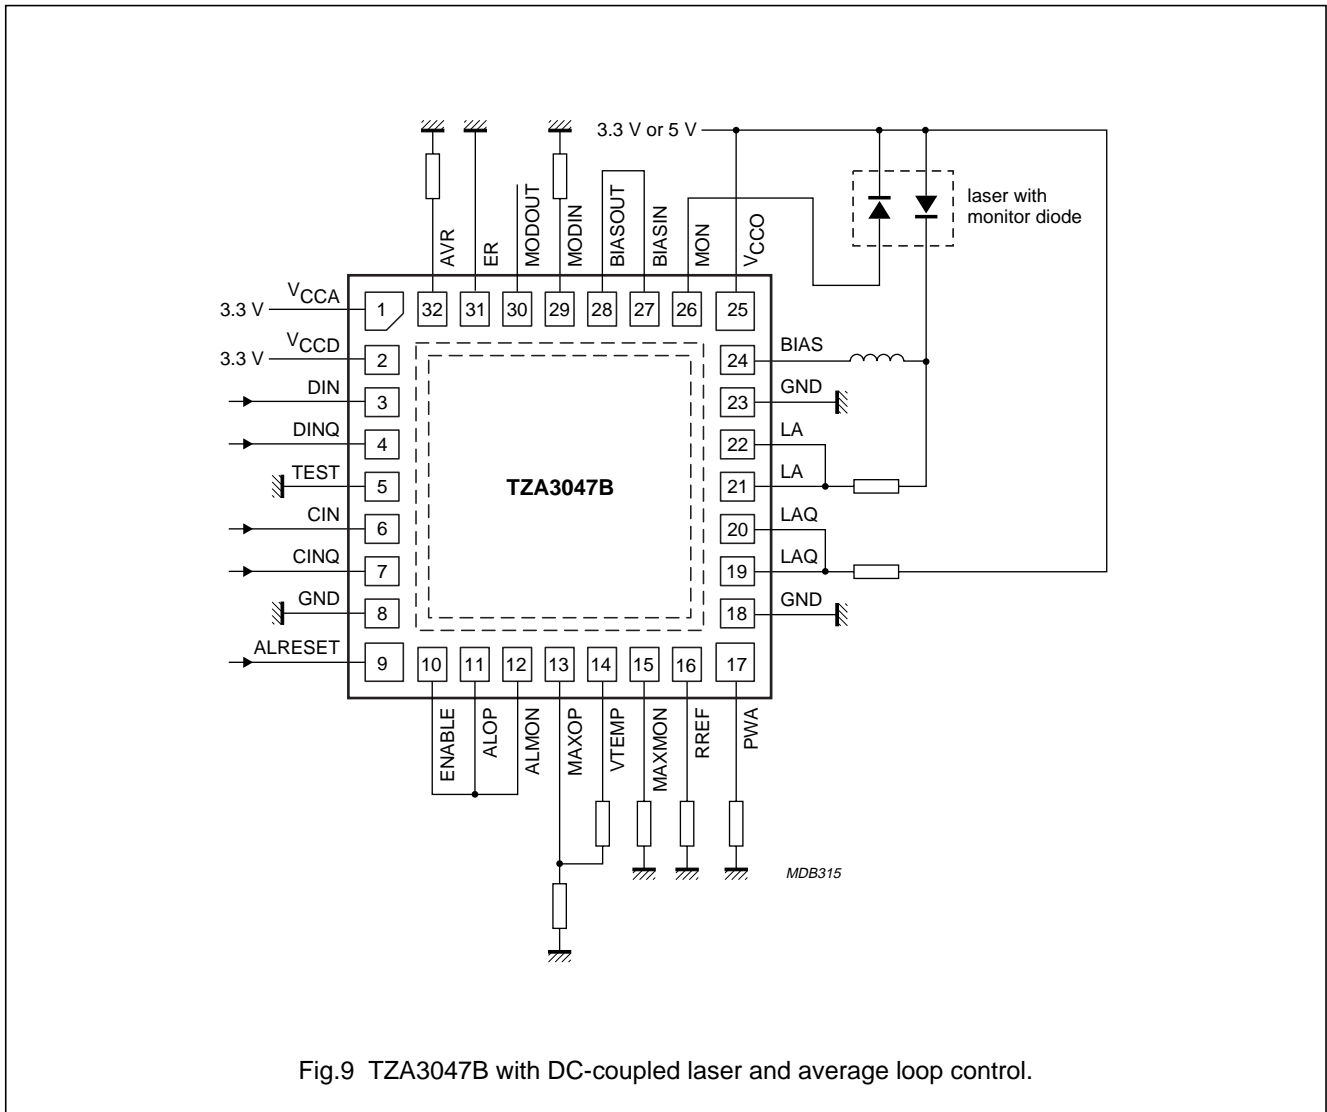 3.3 V or 5 V
laser with
monitor diode
AVR
ER
MODOUT
MODIN
BIASOUT
BIASIN
MON
VCCO
3.3 V
VCCA
1
32
31
30
29
28
27
26
25
3.3 V
VCCD
2
24
BIAS
DIN
3
23
GND
DINQ
4
22
LA
TEST
5
TZA3047B
21
LA
CIN
6
20
LAQ
CINQ
7
19
LAQ
GND
8
18
GND
ALRESET
9
10
11
12
13
14
15
16
17
ENABLE
ALOP
ALMON
MAXOP
VTEMP
MAXMON
RREF
PWA
MDB315
Fig.9 TZA3047B with DC-coupled laser and average loop control.